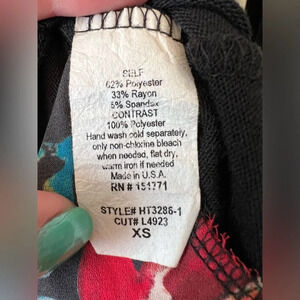 SELF
62% Polyester
33% Rayon
5% Spandex
CONTRAST
100% Polyester
Hand wash cold separately,
only non-chlorine bleach
when needed, flat dry,
warm iron if needed
Made in U.S.A.
RN# 151771
STYLE# HT3286-1
CUT# L4923
XS